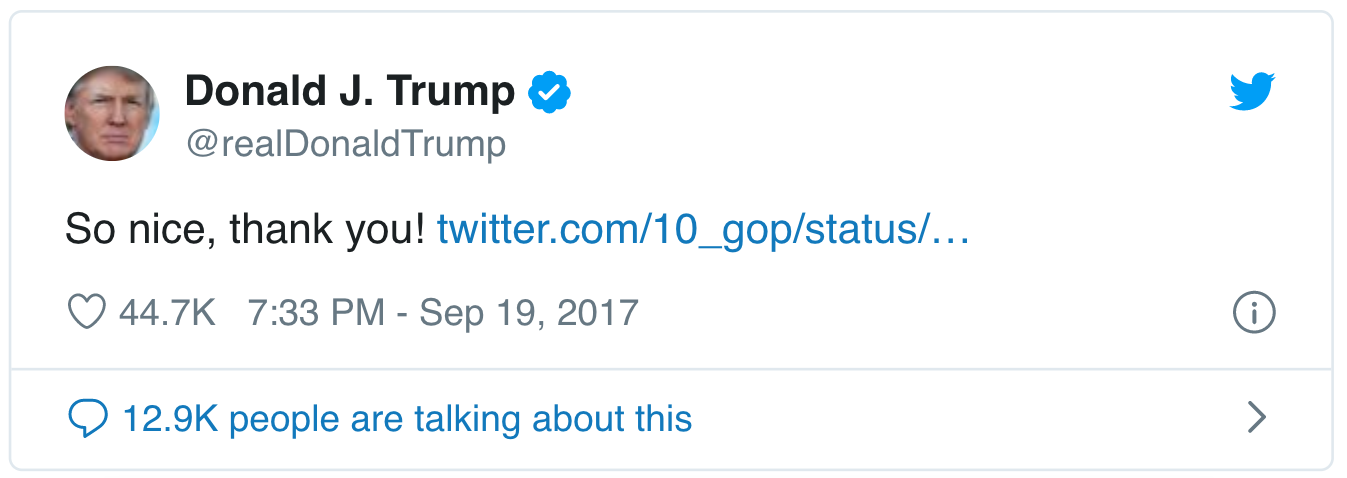 Donald J. Trump
@realDonaldTrump
So nice, thank you! twitter.com/10_gop/status/…
44.7K 7:33 PM - Sep 19, 2017
12.9K people are talking about this